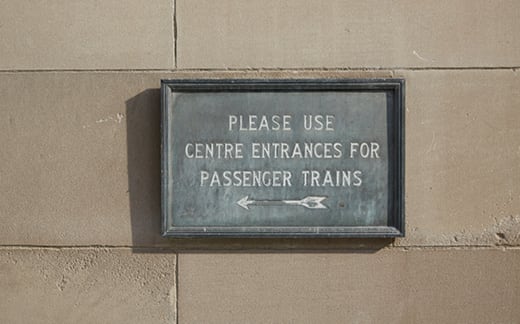 PLEASE USE
CENTRE ENTRANCES FOR
PASSENGER TRAINS